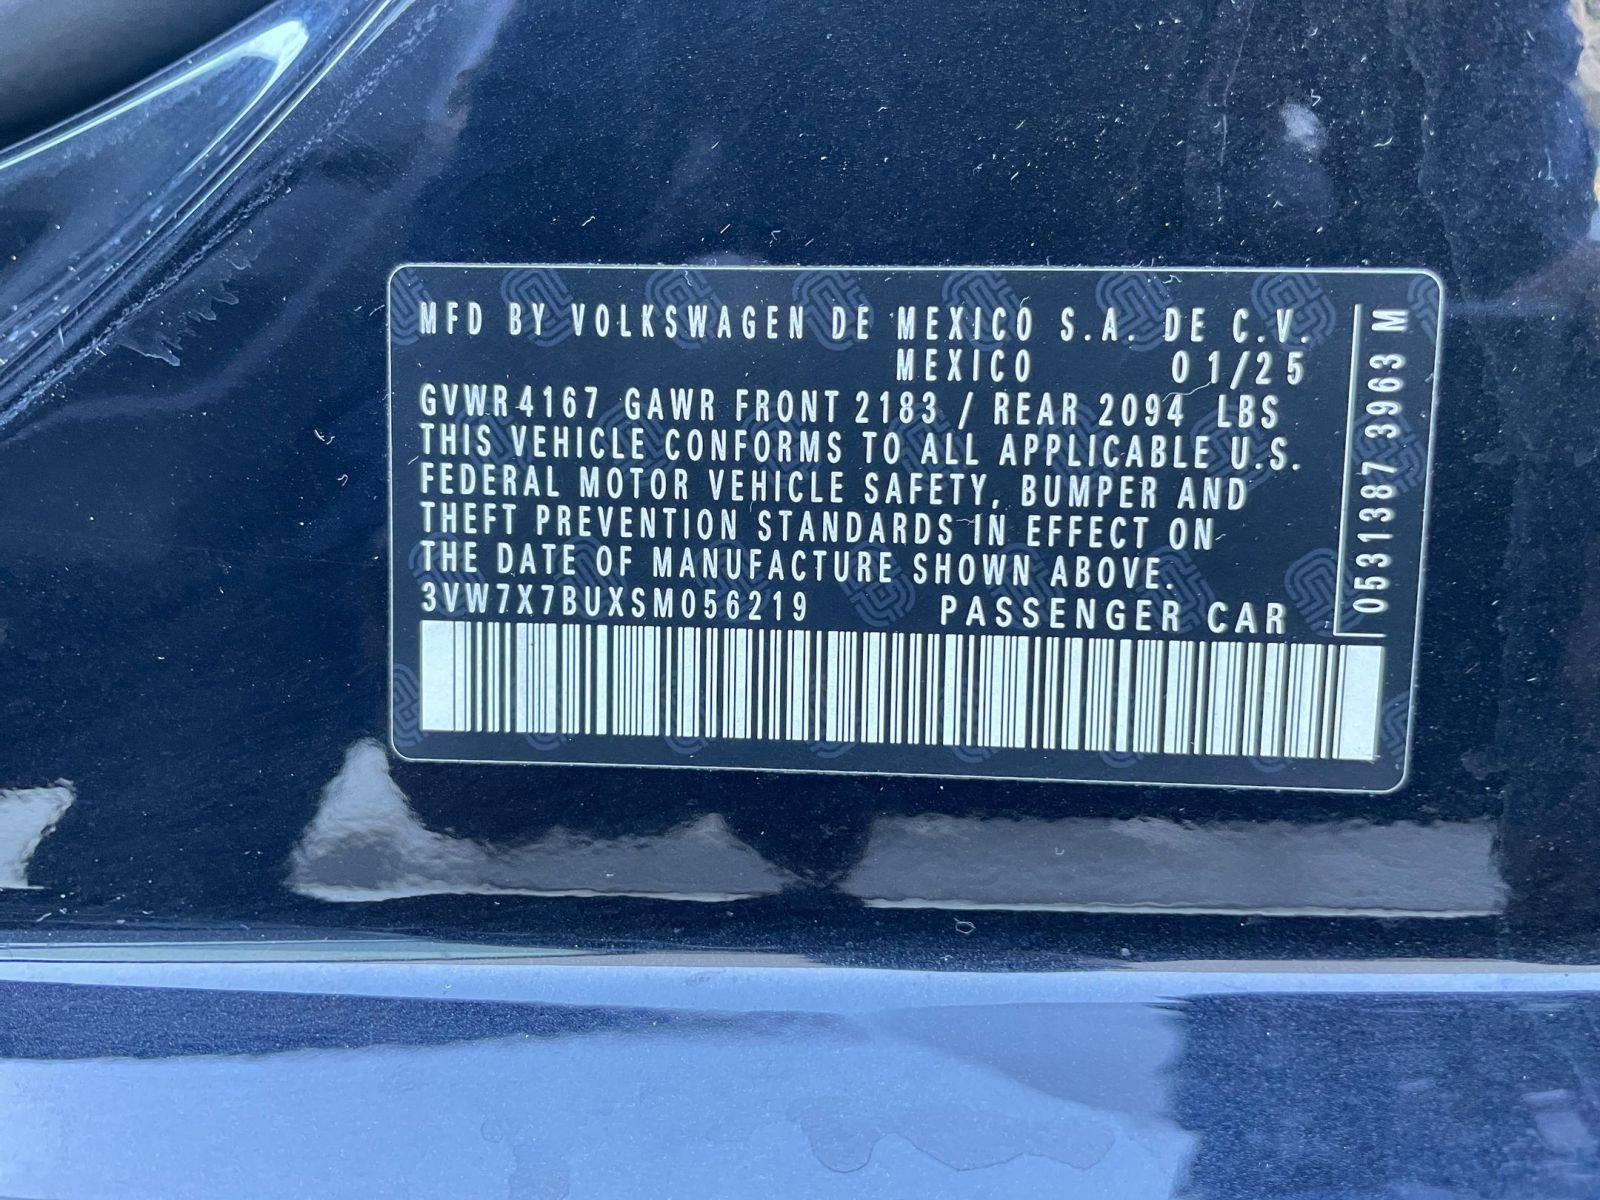 MFD BY VOLKSWAGEN DE MEXICO S.A. DE C.V.
MEXICO 01/25
GVWR 4167 GAWR FRONT 2183 / REAR 2094 LBS
THIS VEHICLE CONFORMS TO ALL APPLICABLE U.S.
FEDERAL MOTOR VEHICLE SAFETY, BUMPER AND
THEFT PREVENTION STANDARDS IN EFFECT ON
THE DATE OF MANUFACTURE SHOWN ABOVE.
3VW7X7BUXSM056219 PASSENGER CAR
0531387 3963 M